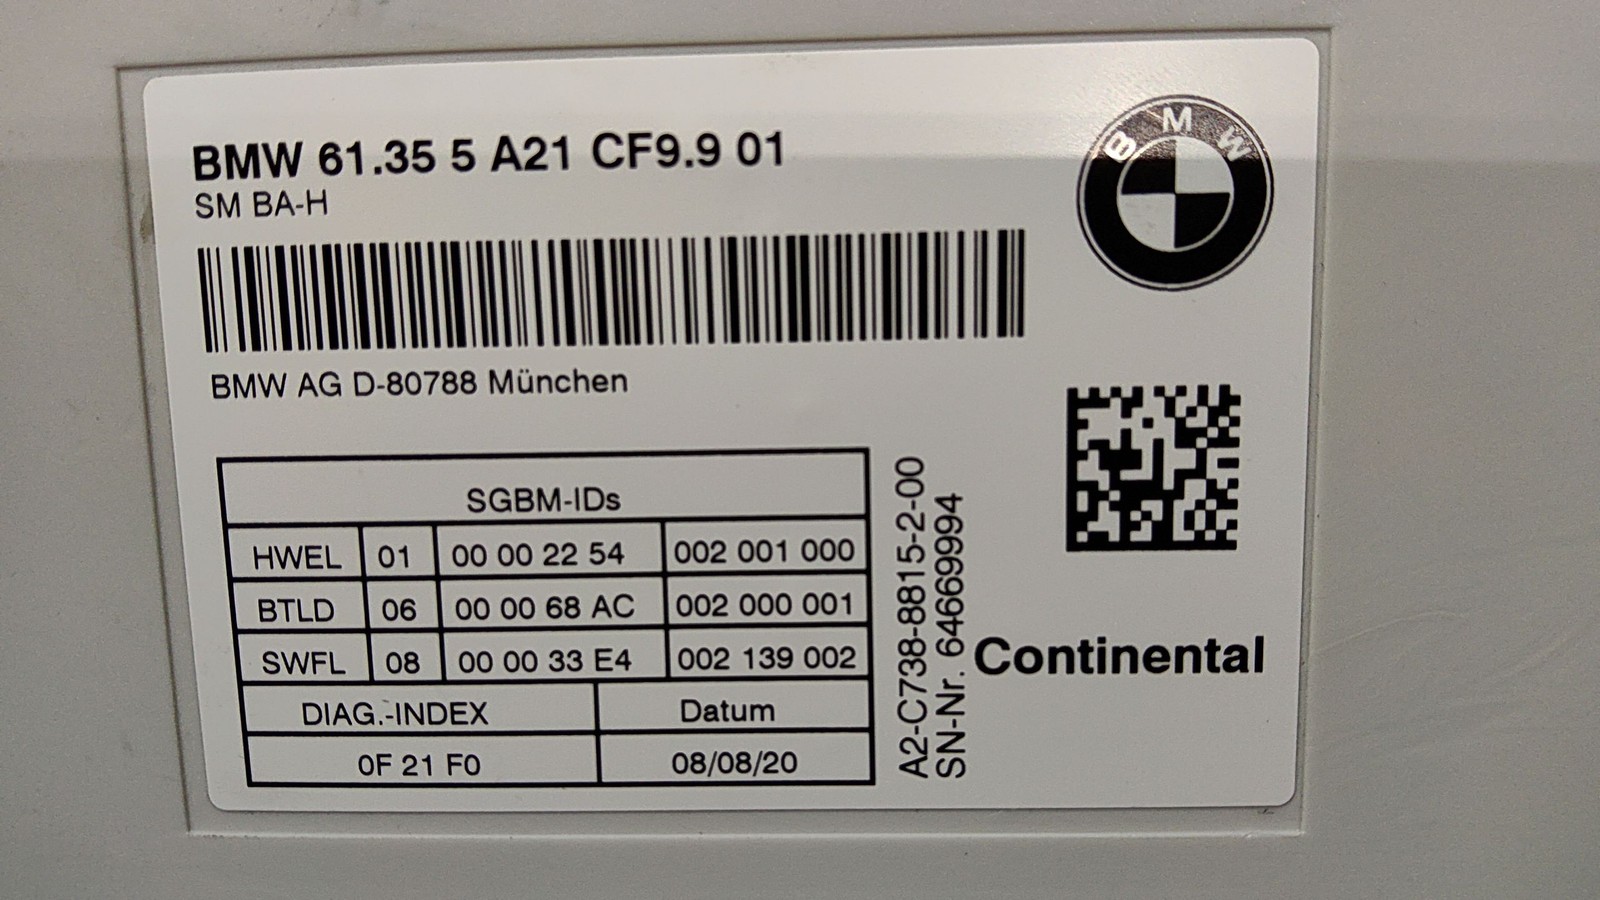 BMW 61.35 5 A21 CF9.9 01
SM BA-H
BMW
BMW AG D-80788 München
SGBM-IDs
HWEL 01 00 00 22 54 002 001 000
BTLD 06 00 00 68 AC 002 000 001
SWFL 08 00 00 33 E4 002 139 002
DIAG.-INDEX Datum
0F 21 F0 08/08/20
A2-C738-8815-2-00
SN-Nr. 64669994
Continental